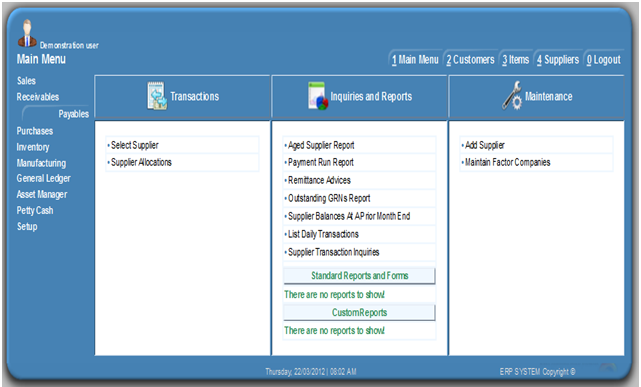 Demonstration user
Main Menu
1 Main Menu
2 Customers
3 Items
4 Suppliers
0 Logout
Sales
Receivables
Payables
Purchases
Inventory
Manufacturing
General Ledger
Asset Manager
Petty Cash
Setup
Transactions
Select Supplier
Supplier Allocations
Inquiries and Reports
Aged Supplier Report
Payment Run Report
Remittance Advices
Outstanding GRNs Report
Supplier Balances At A Prior Month End
List Daily Transactions
Supplier Transaction Inquiries
Standard Reports and Forms
There are no reports to show!
Custom Reports
There are no reports to show!
Maintenance
Add Supplier
Maintain Factor Companies
Thursday, 22/03/2012 | 08:02 AM
ERP SYSTEM Copyright ©